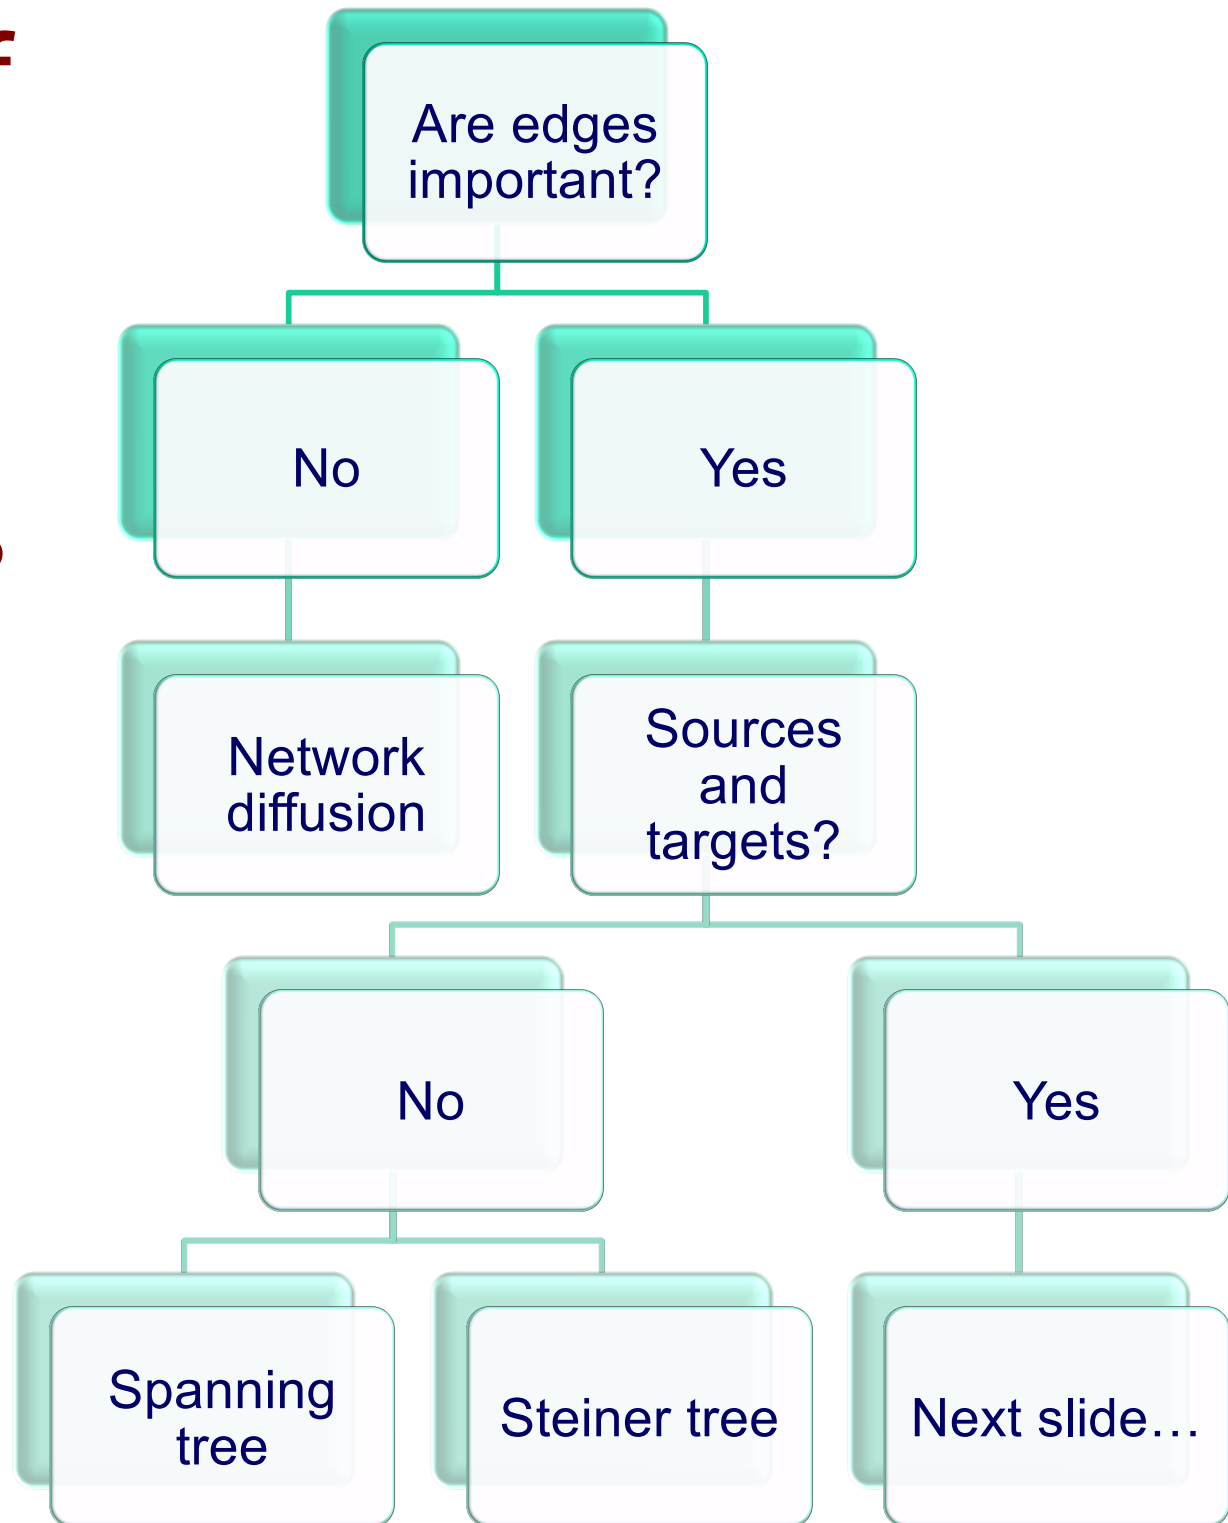 Are edges
important?
No
Yes
Network
diffusion
Sources
and
targets?
No
Yes
Spanning
tree
Steiner tree
Next slide…